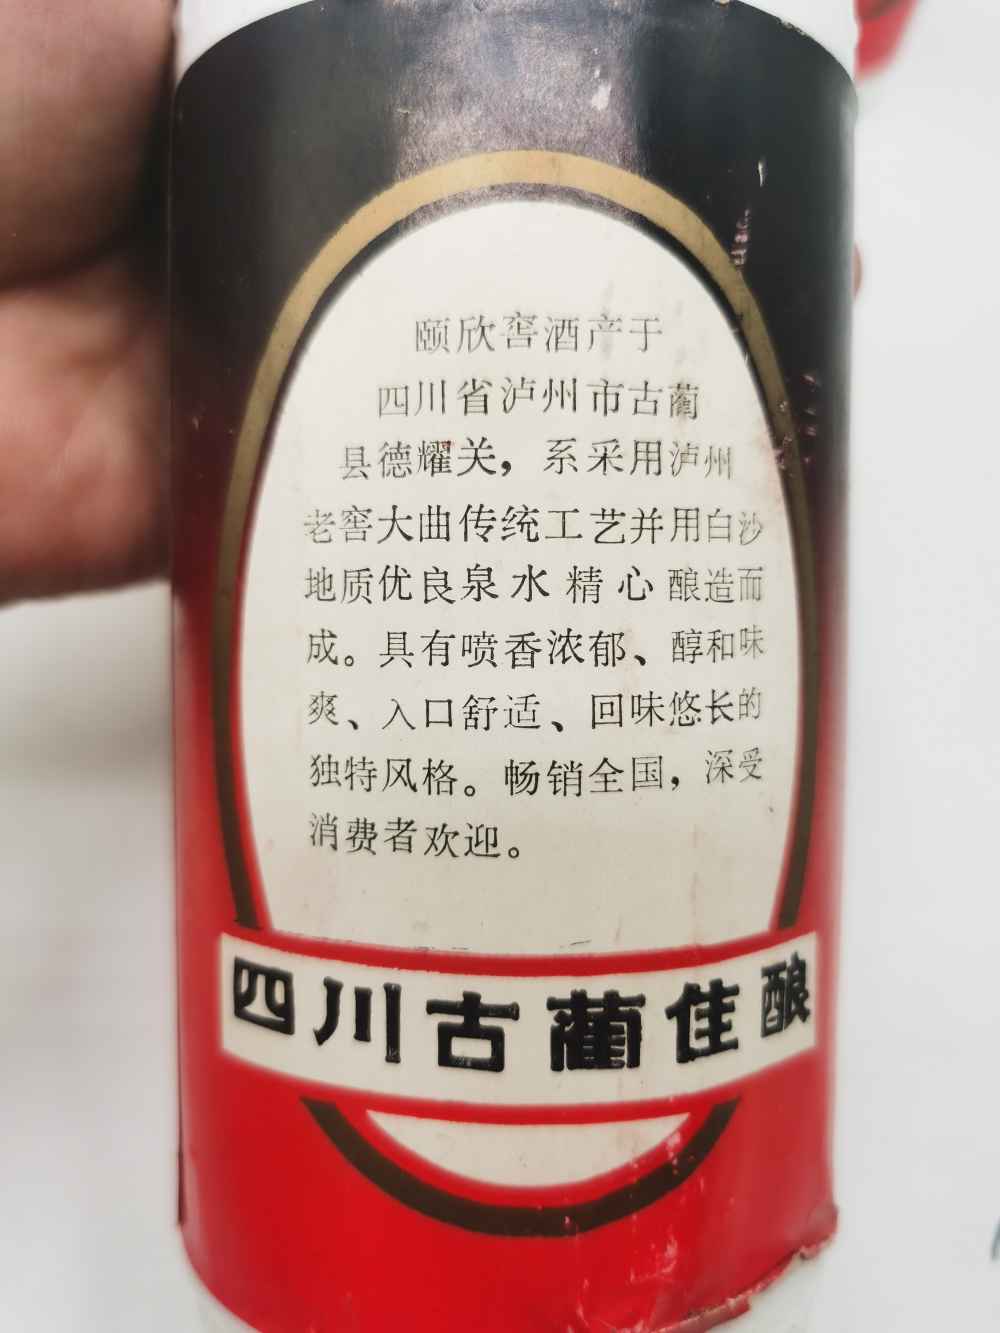 颐欣窖酒产于
四川省泸州市古蔺
县德耀关，系采用泸州
老窖大曲传统工艺并用白沙
地质优良泉水精心酿造而
成。具有喷香浓郁、醇和味
爽、入口舒适、回味悠长的
独特风格。畅销全国，深受
消费者欢迎。
四川古蔺佳酿